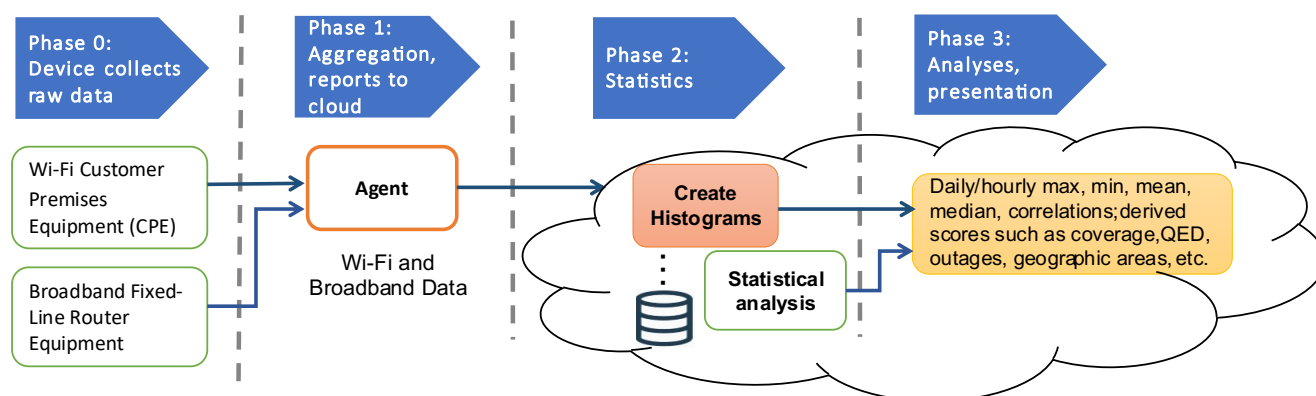 Phase 0:
Device collects
raw data
Phase 1:
Aggregation,
reports to
cloud
Phase 2:
Statistics
Phase 3:
Analyses,
presentation
Wi-Fi Customer
Premises
Equipment (CPE)
Broadband Fixed-
Line Router
Equipment
Agent
Wi-Fi and
Broadband Data
Create
Histograms
Statistical
analysis
Daily/hourly max, min, mean,
median, correlations;derived
scores such as coverage,QED,
outages, geographic areas, etc.